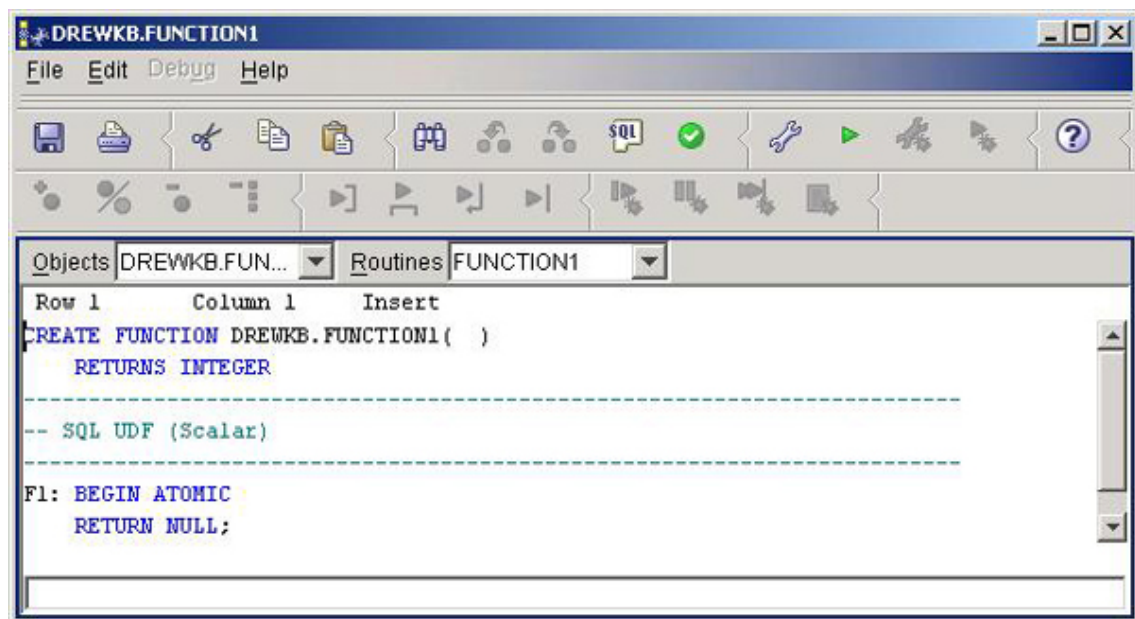 DREWKB.FUNCTION1
File Edit Debug Help
SQL
?
Objects DREWKB.FUN... Routines FUNCTION1
Row 1 Column 1 Insert
CREATE FUNCTION DREWKB.FUNCTION1( )
RETURNS INTEGER
------------------------------------------------------------------------
-- SQL UDF (Scalar)
------------------------------------------------------------------------
F1: BEGIN ATOMIC
RETURN NULL;